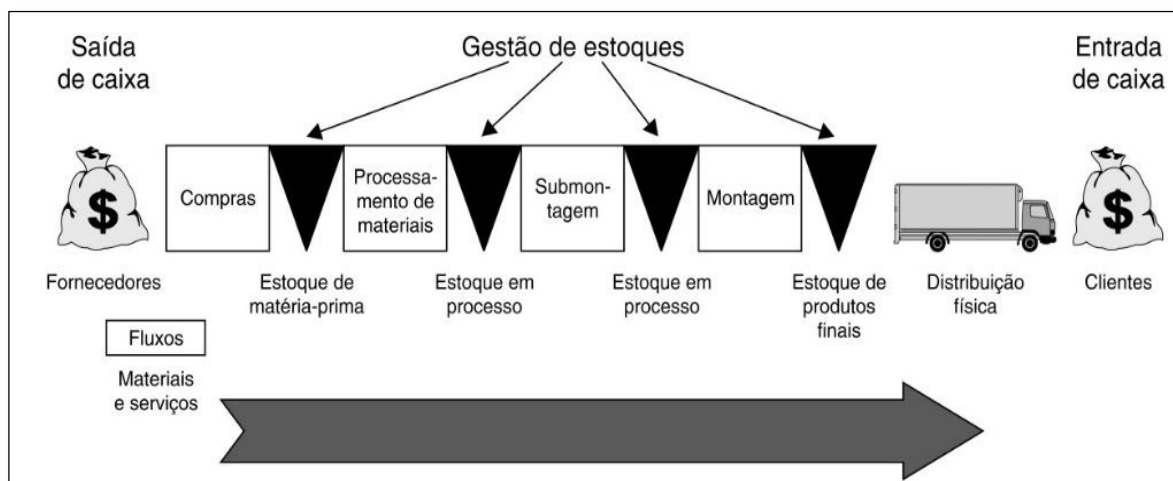 Saída
de caixa
Gestão de estoques
Entrada
de caixa
$
Compras
Processa-
mento de
materiais
Submon-
tagem
Montagem
$
Fornecedores
Estoque de
matéria-prima
Estoque em
processo
Estoque em
processo
Estoque de
produtos
finais
Distribuição
física
Clientes
Fluxos
Materiais
e serviços